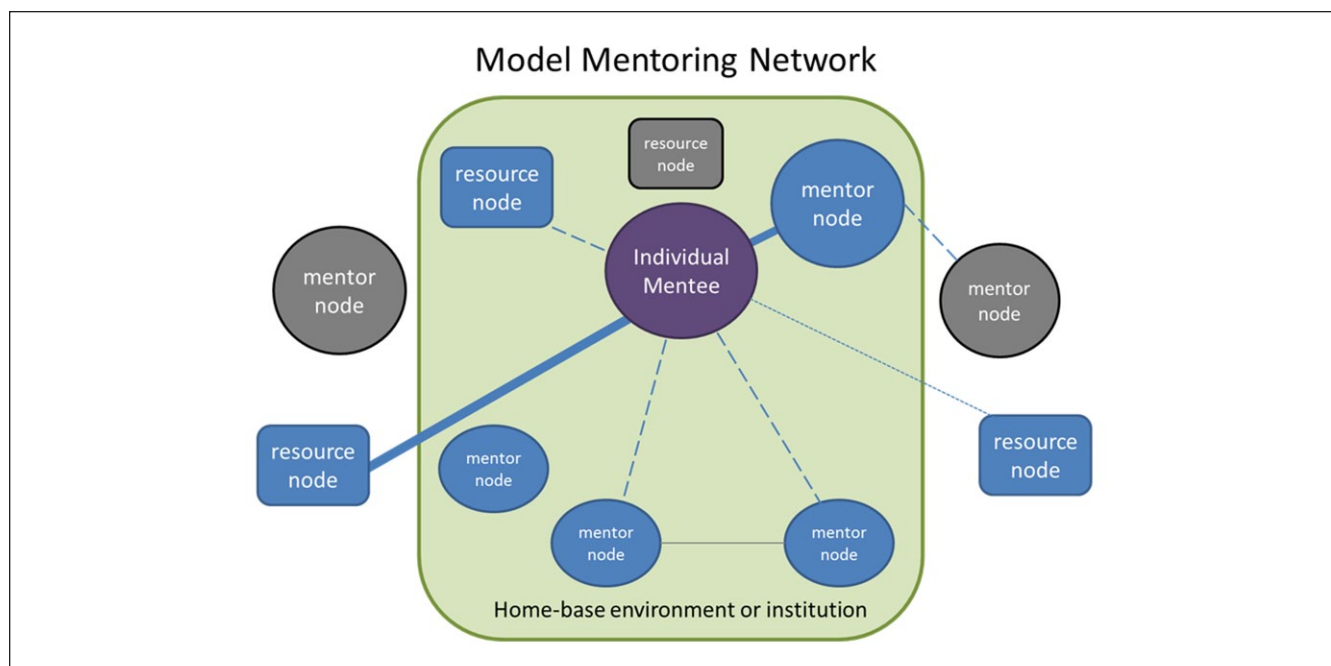 Model Mentoring Network
resource
node
resource
node
mentor
node
mentor
node
Individual
Mentee
mentor
node
resource
node
mentor
node
resource
node
mentor
node
mentor
node
Home-base environment or institution